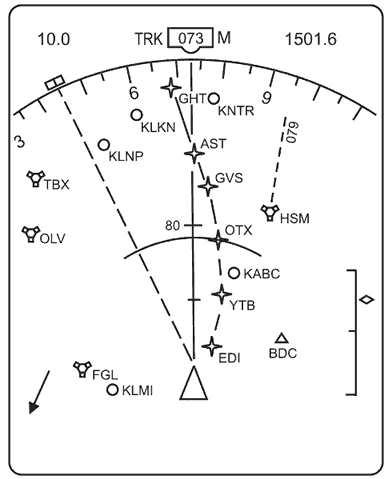 10.0
TRK 073 M
1501.6
3
6
9
GHT
KNTR
KLKN
079
AST
KLNP
TBX
GVS
HSM
80
OTX
OLV
KABC
YTB
EDI
BDC
FGL
KLMI